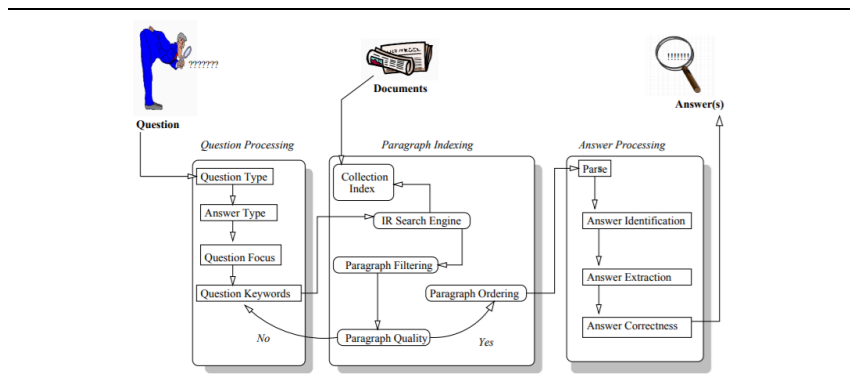 ???????
!!!!!!!
Documents
Answer(s)
Question
Question Processing
Paragraph Indexing
Answer Processing
Question Type
Answer Type
Question Focus
Question Keywords
Collection
Index
IR Search Engine
Paragraph Filtering
Paragraph Ordering
Paragraph Quality
No
Yes
Parse
Answer Identification
Answer Extraction
Answer Correctness